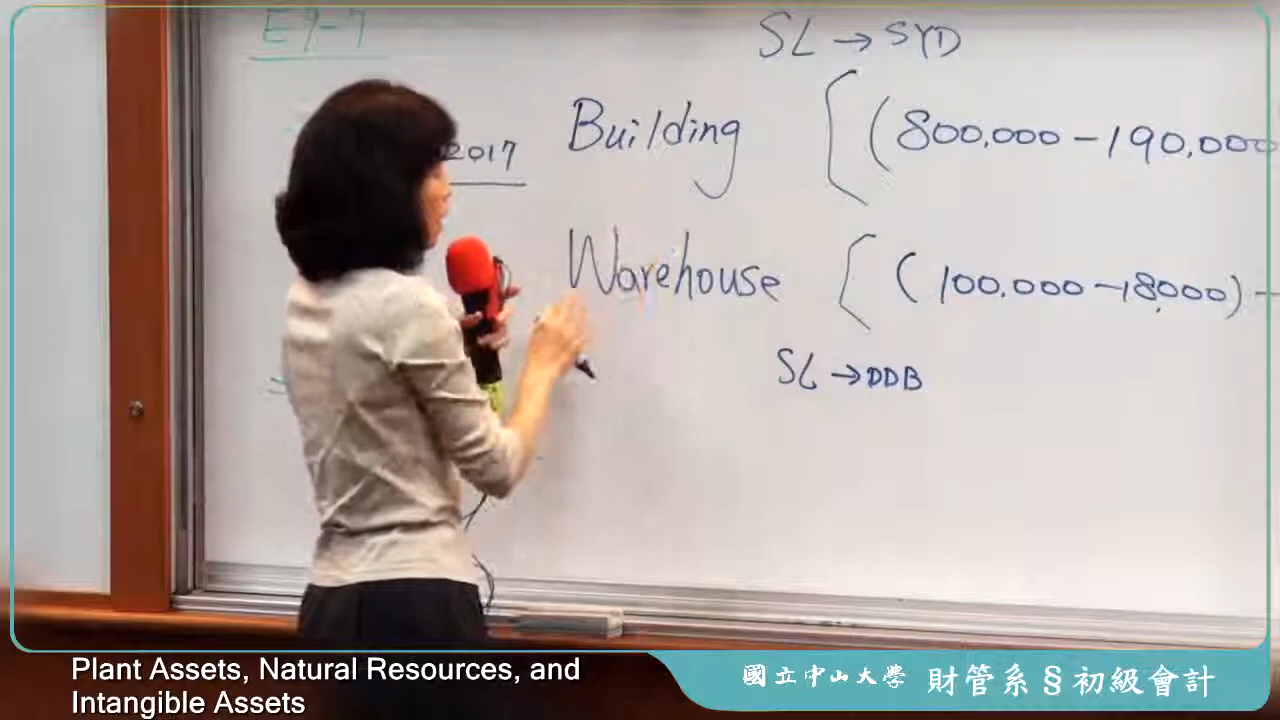 E9-7
SL → SYD
2017
Building { (800,000 - 190,000
Warehouse { (100,000 - 18,000) -
SL → DDB
Plant Assets, Natural Resources, and
Intangible Assets
國立中山大學 財管系§初級會計